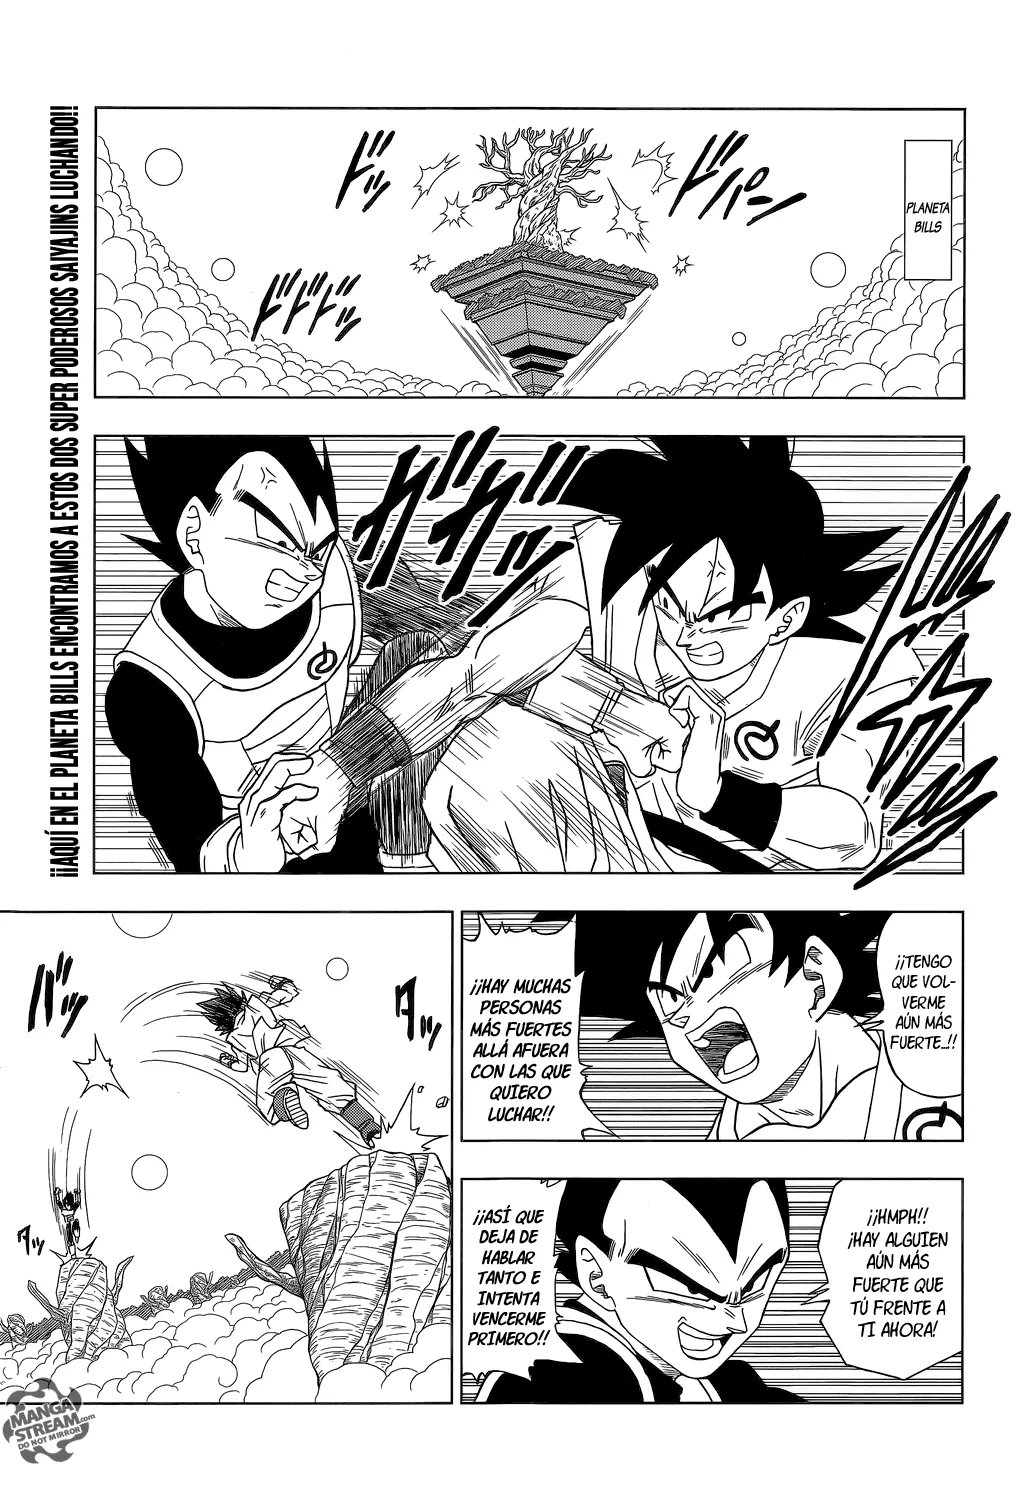 ¡¡AQUÍ EN EL PLANETA BILLS ENCONTRAMOS A ESTOS DOS SUPER PODEROSOS SAIYAJINS LUCHANDO!!
PLANETA
BILLS
ドパーン
ドッ
ドドドッ
ガガガッ
¡¡TENGO
QUE VOL-
VERME
AÚN MÁS
FUERTE...!!
¡¡HAY MUCHAS
PERSONAS
MÁS FUERTES
ALLÁ AFUERA
CON LAS QUE
QUIERO
LUCHAR!!
バッ
タッ
タッ
¡¡HMPH!!
¡HAY ALGUIEN
AÚN MÁS
FUERTE QUE
TÚ FRENTE A
TI AHORA!
¡¡ASÍ QUE
DEJA DE
HABLAR
TANTO E
INTENTA
VENCERME
PRIMERO!!
MANGA
STREAM.com
DO NOT MIRROR!